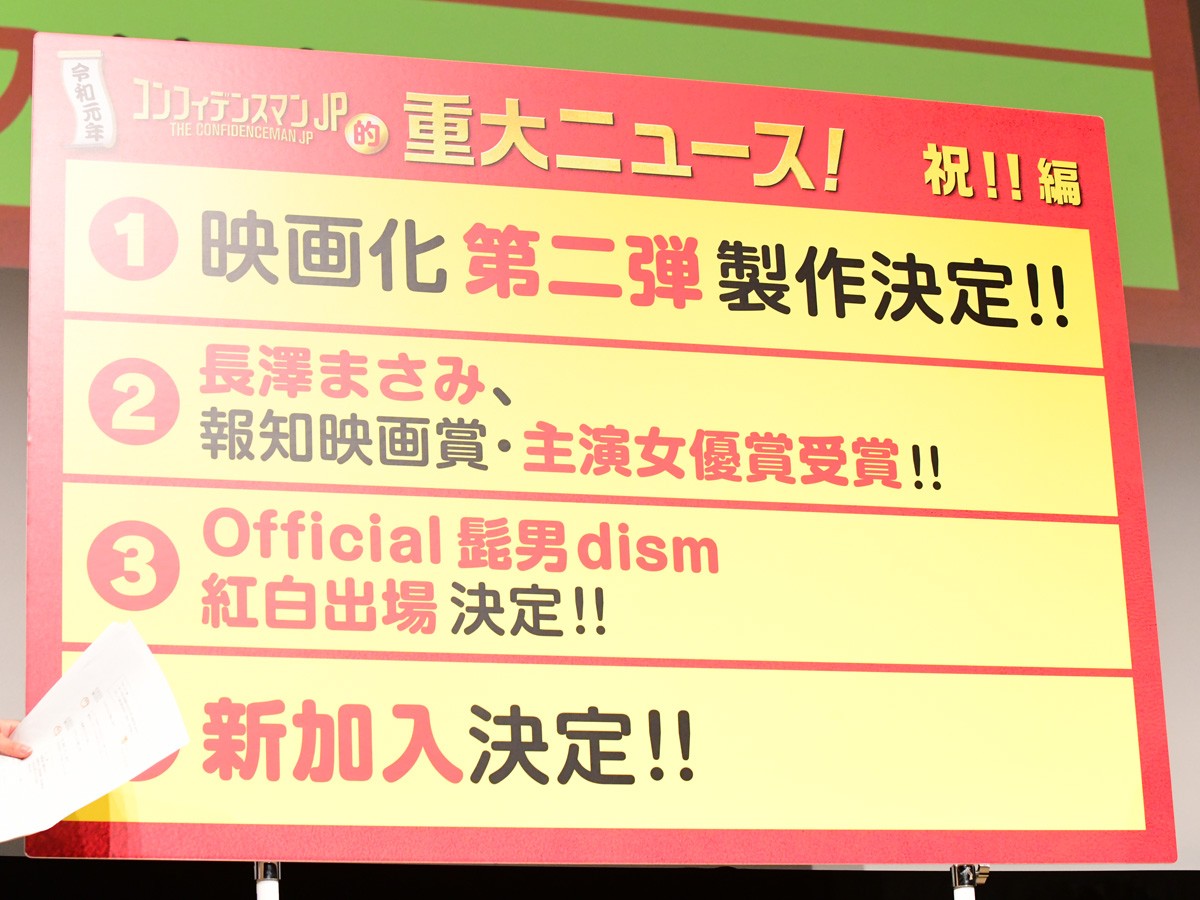 令和元年
コンフィデンスマンJP
THE CONFIDENCEMAN JP
的
重大ニュース!
祝!!編
1 映画化 第二弾 製作決定!!
2 長澤まさみ、
報知映画賞・主演女優賞受賞!!
3 Official髭男dism
紅白出場 決定!!
新加入決定!!